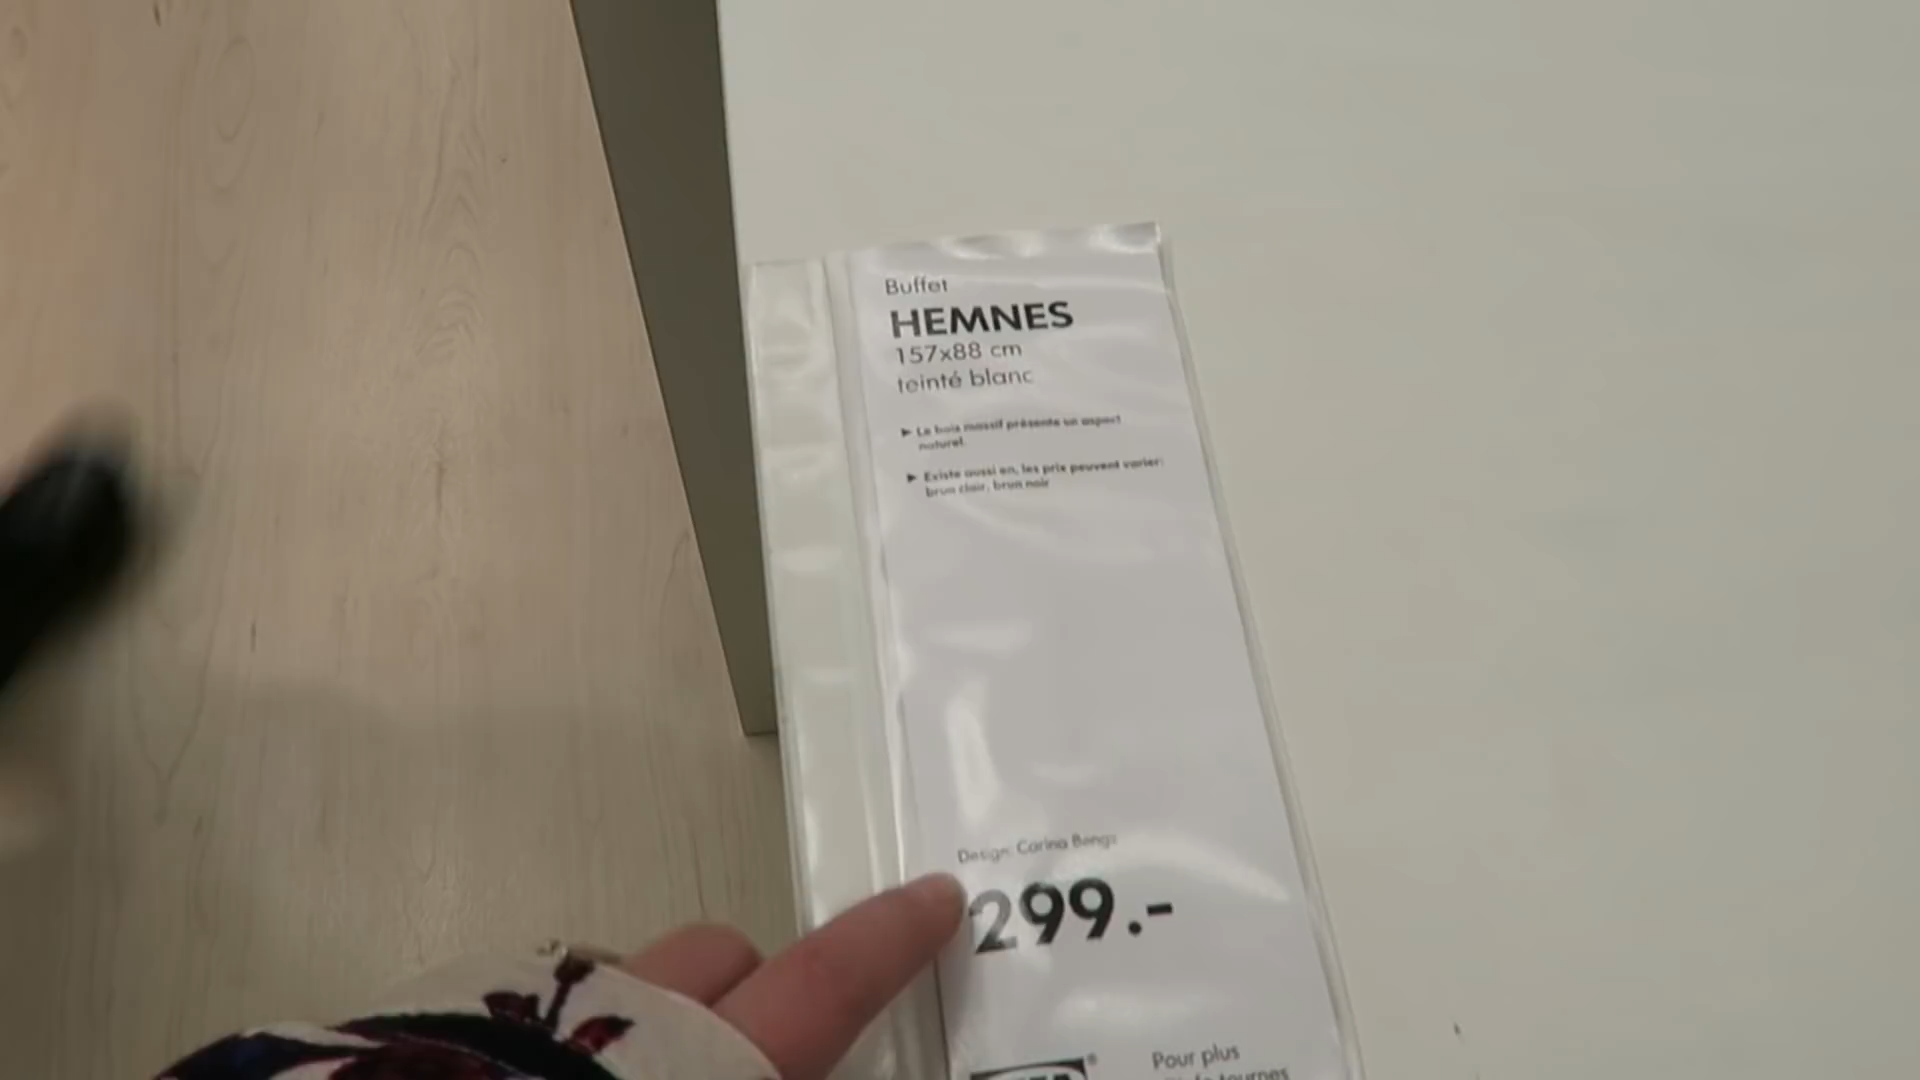 Buffet
HEMNES
157x88 cm
teinté blanc
► Le bois massif présente un aspect
naturel.
► Existe aussi en, les prix peuvent varier:
brun clair, brun noir
Design: Carina Bengs
299.-
®
Pour plus
tournes